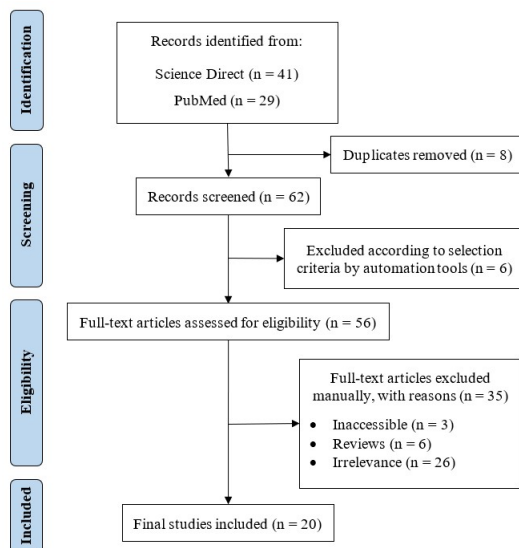 Identification
Records identified from:
Science Direct (n = 41)
PubMed (n = 29)
Duplicates removed (n = 8)
Screening
Records screened (n = 62)
Excluded according to selection
criteria by automation tools (n = 6)
Eligibility
Full-text articles assessed for eligibility (n = 56)
Full-text articles excluded
manually, with reasons (n = 35)
• Inaccessible (n = 3)
• Reviews (n = 6)
• Irrelevance (n = 26)
Included
Final studies included (n = 20)